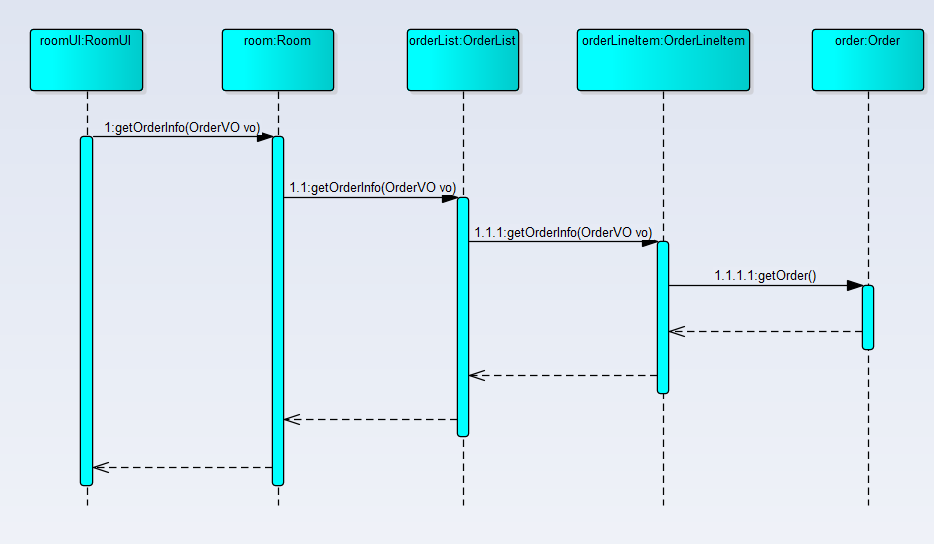 roomUI:RoomUI
room:Room
orderList:OrderList
orderLineItem:OrderLineItem
order:Order
1:getOrderInfo(OrderVO vo)
1.1:getOrderInfo(OrderVO vo)
1.1.1:getOrderInfo(OrderVO vo)
1.1.1.1:getOrder()